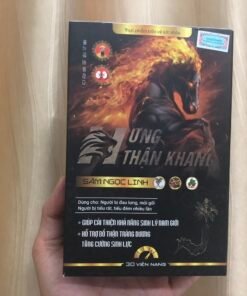 Thực phẩm bảo vệ sức khỏe
HƯNG
THẬN KHANG
SÂM NGỌC LINH
Dùng cho: Người bị đau lưng, mỏi gối
Người bị tiểu rắt, tiểu đêm nhiều lần
+ GIÚP CẢI THIỆN KHẢ NĂNG SINH LÝ NAM GIỚI
+ HỖ TRỢ BỔ THẬN TRÁNG DƯƠNG
TĂNG CƯỜNG SINH LỰC
30 VIÊN NANG